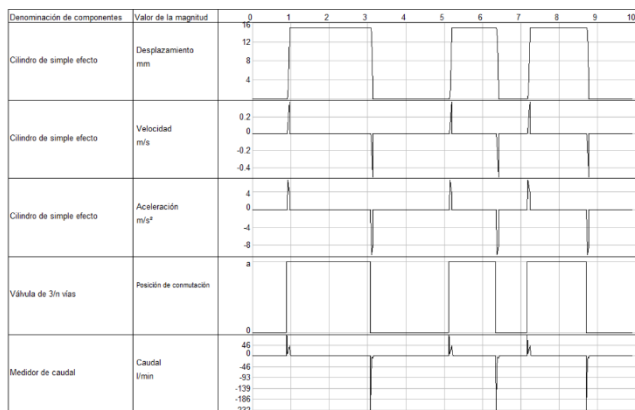 Denominación de componentes Valor de la magnitud 0 1 2 3 4 5 6 7 8 9 10
Cilindro de simple efecto
Desplazamiento
mm
16
12
8
4
Cilindro de simple efecto
Velocidad
m/s
0.2
0
-0.2
-0.4
Cilindro de simple efecto
Aceleración
m/s²
4
0
-4
-8
Válvula de 3/n vías
Posición de conmutación
a
0
Medidor de caudal
Caudal
l/min
46
0
-46
-93
-139
-186
-232